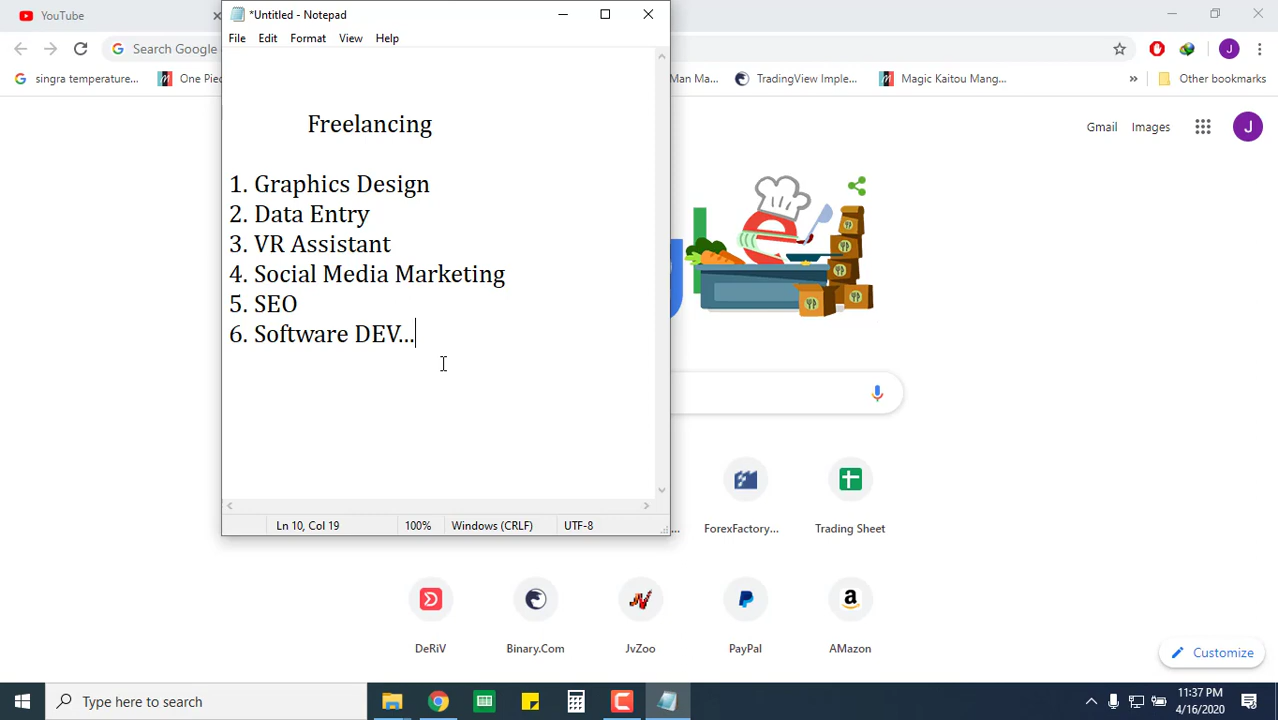 YouTube
*Untitled - Notepad
Search Google
File Edit Format View Help
singra temperature...
One Piec
Man Ma...
TradingView Imple...
Magic Kaitou Mang...
»
Other bookmarks
J
Gmail Images
J
Freelancing
1. Graphics Design
2. Data Entry
3. VR Assistant
4. Social Media Marketing
5. SEO
6. Software DEV...
Ln 10, Col 19 100% Windows (CRLF) UTF-8
...
ForexFactory...
Trading Sheet
DeRiV
Binary.Com
JvZoo
PayPal
AMazon
Customize
Type here to search
11:37 PM
4/16/2020